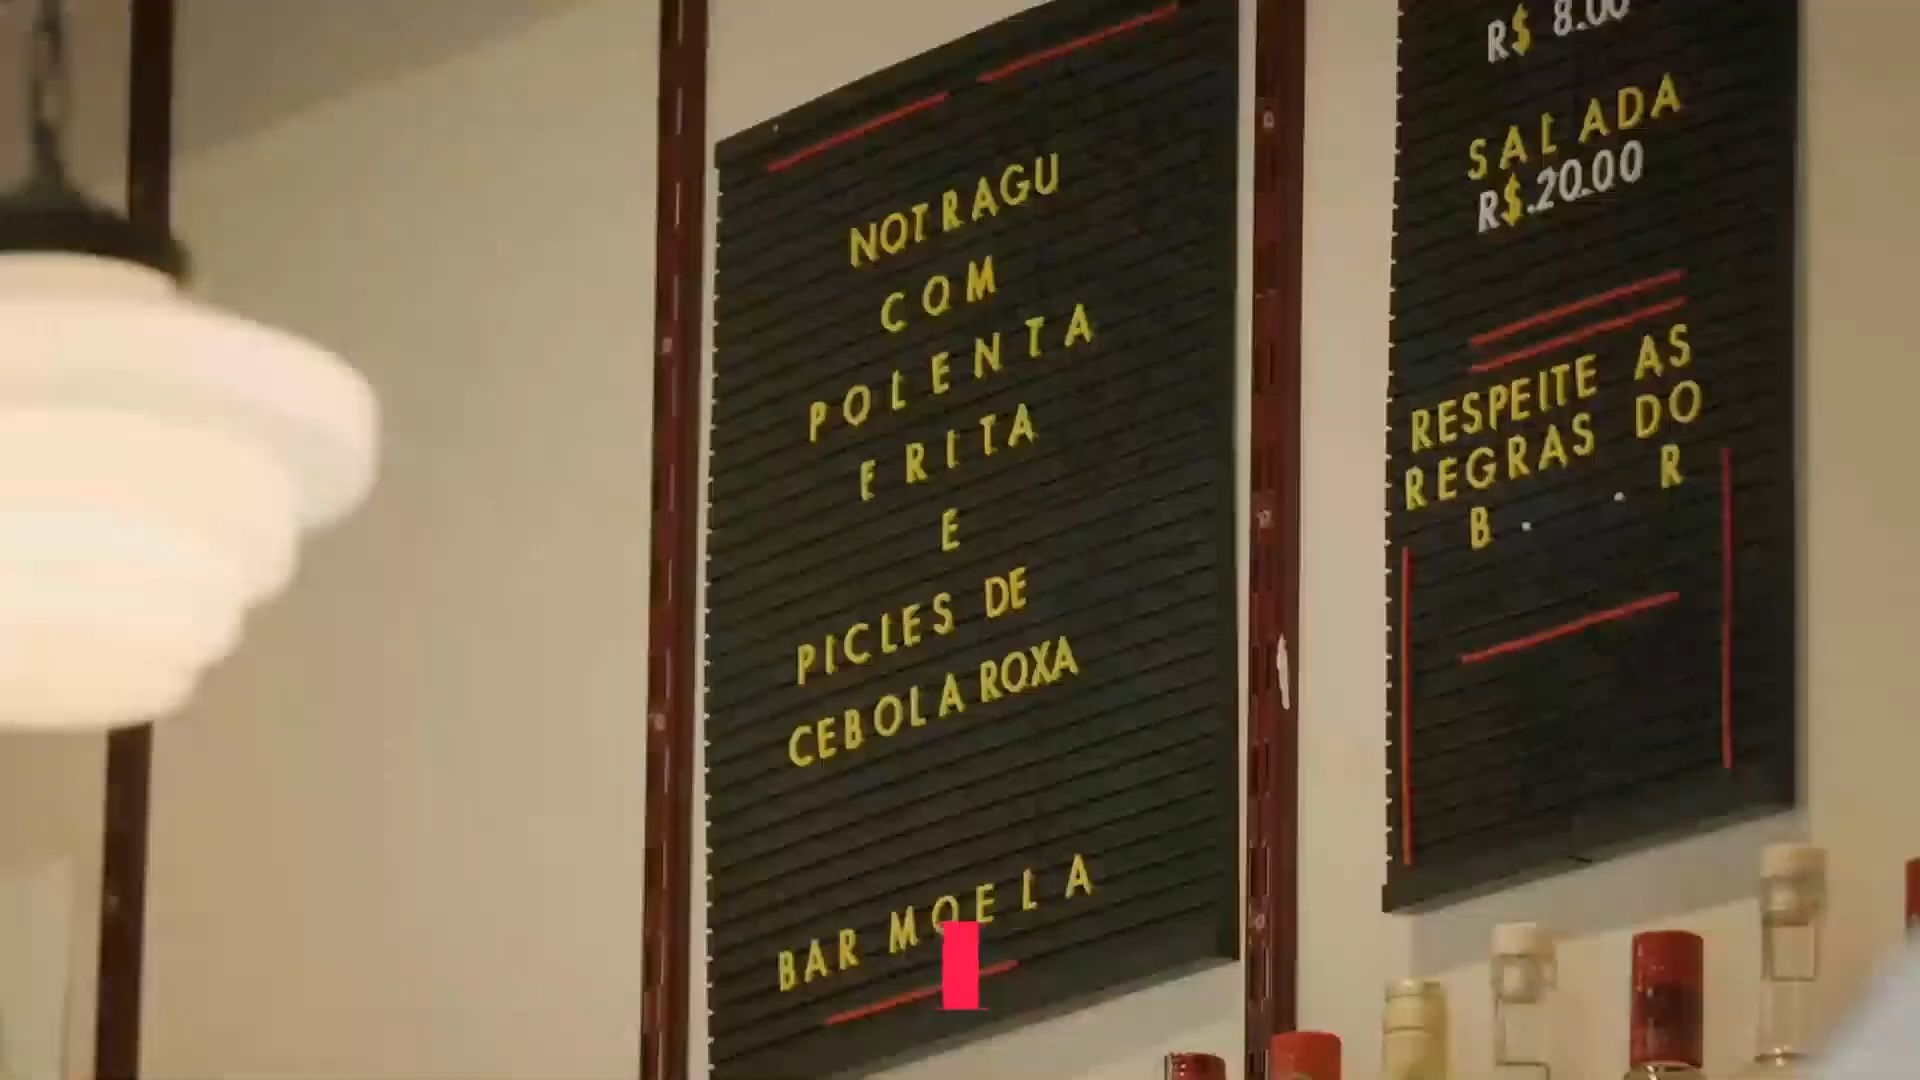 NOT RAGU
COM
POLENTA
FRITA
E
PICLES DE
CEBOLA ROXA
BAR MOELA
R$ 8.00
SALADA
R$.20.00
RESPEITE AS
REGRAS DO
B . . R